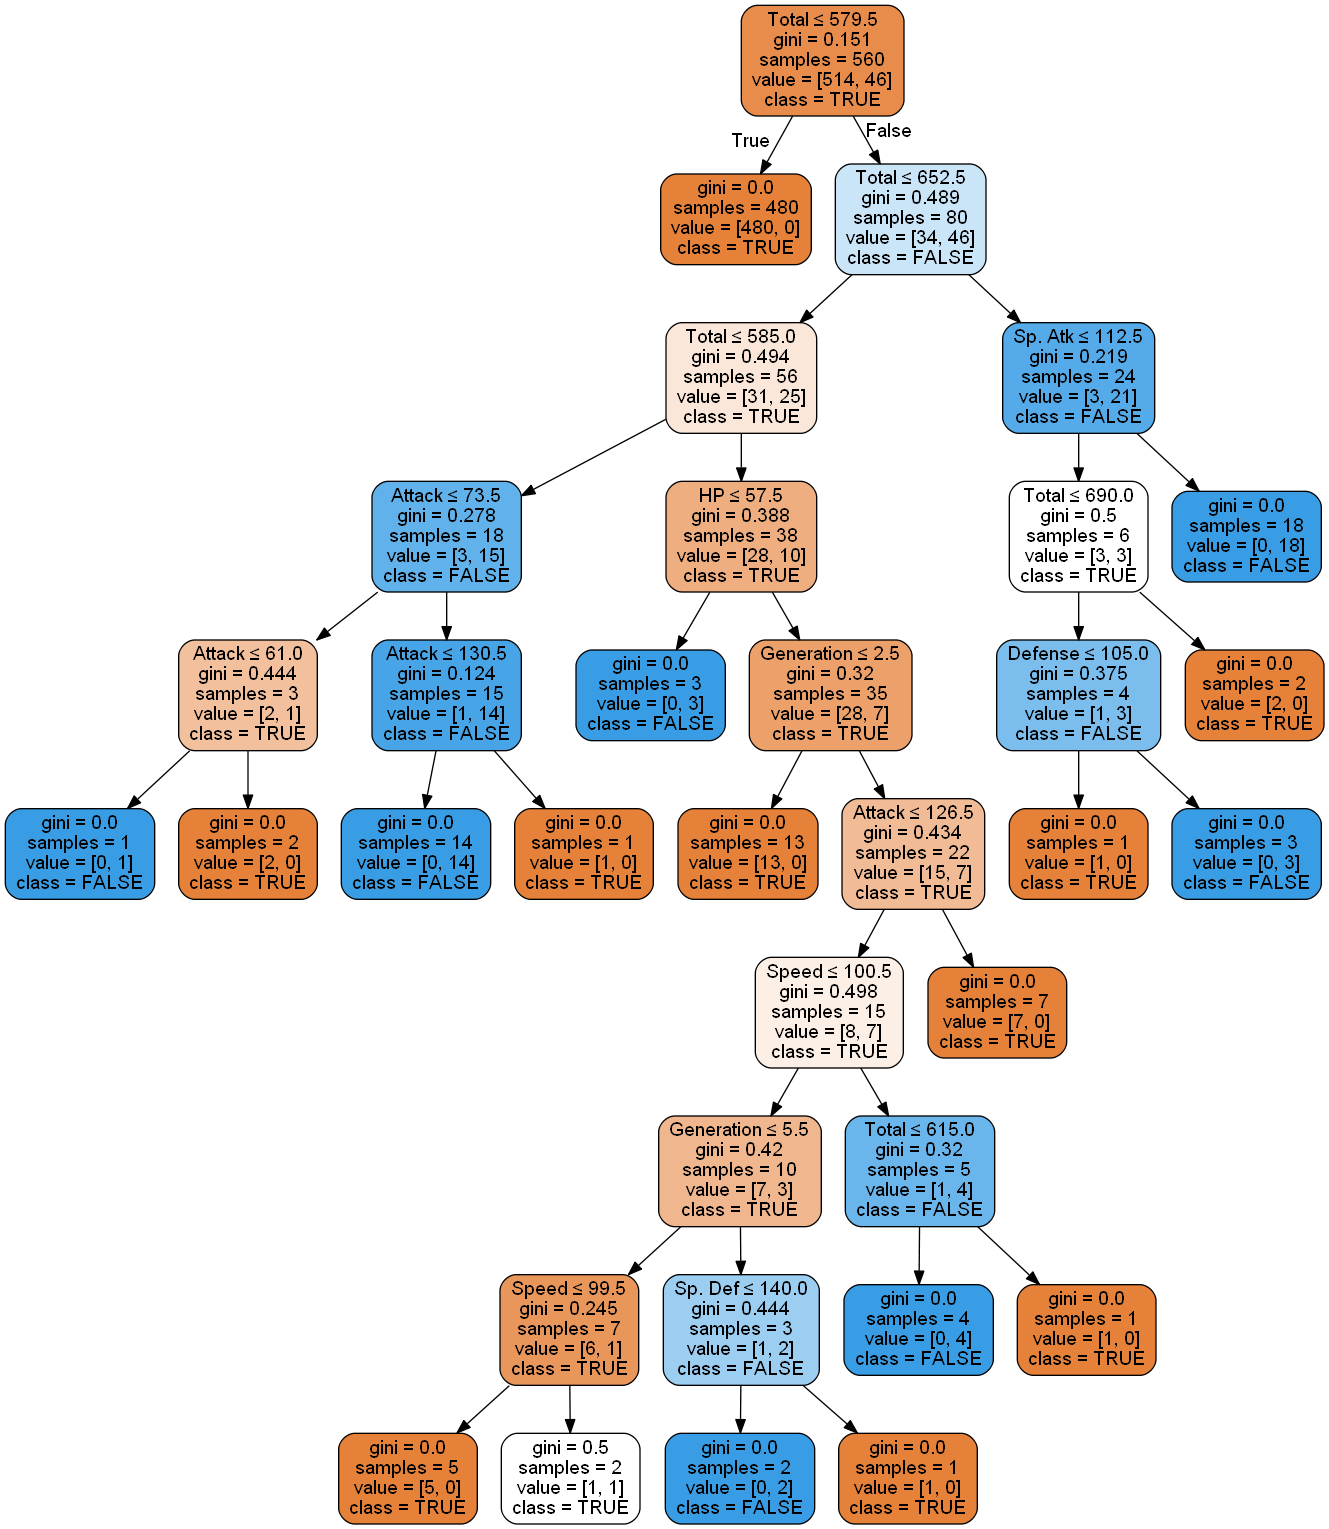 Total ≤ 579.5
gini = 0.151
samples = 560
value = [514, 46]
class = TRUE
True
False
gini = 0.0
samples = 480
value = [480, 0]
class = TRUE
Total ≤ 652.5
gini = 0.489
samples = 80
value = [34, 46]
class = FALSE
Total ≤ 585.0
gini = 0.494
samples = 56
value = [31, 25]
class = TRUE
Sp. Atk ≤ 112.5
gini = 0.219
samples = 24
value = [3, 21]
class = FALSE
Attack ≤ 73.5
gini = 0.278
samples = 18
value = [3, 15]
class = FALSE
HP ≤ 57.5
gini = 0.388
samples = 38
value = [28, 10]
class = TRUE
Total ≤ 690.0
gini = 0.5
samples = 6
value = [3, 3]
class = TRUE
gini = 0.0
samples = 18
value = [0, 18]
class = FALSE
Attack ≤ 61.0
gini = 0.444
samples = 3
value = [2, 1]
class = TRUE
Attack ≤ 130.5
gini = 0.124
samples = 15
value = [1, 14]
class = FALSE
gini = 0.0
samples = 3
value = [0, 3]
class = FALSE
Generation ≤ 2.5
gini = 0.32
samples = 35
value = [28, 7]
class = TRUE
Defense ≤ 105.0
gini = 0.375
samples = 4
value = [1, 3]
class = FALSE
gini = 0.0
samples = 2
value = [2, 0]
class = TRUE
gini = 0.0
samples = 1
value = [0, 1]
class = FALSE
gini = 0.0
samples = 2
value = [2, 0]
class = TRUE
gini = 0.0
samples = 14
value = [0, 14]
class = FALSE
gini = 0.0
samples = 1
value = [1, 0]
class = TRUE
gini = 0.0
samples = 13
value = [13, 0]
class = TRUE
Attack ≤ 126.5
gini = 0.434
samples = 22
value = [15, 7]
class = TRUE
gini = 0.0
samples = 1
value = [1, 0]
class = TRUE
gini = 0.0
samples = 3
value = [0, 3]
class = FALSE
Speed ≤ 100.5
gini = 0.498
samples = 15
value = [8, 7]
class = TRUE
gini = 0.0
samples = 7
value = [7, 0]
class = TRUE
Generation ≤ 5.5
gini = 0.42
samples = 10
value = [7, 3]
class = TRUE
Total ≤ 615.0
gini = 0.32
samples = 5
value = [1, 4]
class = FALSE
Speed ≤ 99.5
gini = 0.245
samples = 7
value = [6, 1]
class = TRUE
Sp. Def ≤ 140.0
gini = 0.444
samples = 3
value = [1, 2]
class = FALSE
gini = 0.0
samples = 4
value = [0, 4]
class = FALSE
gini = 0.0
samples = 1
value = [1, 0]
class = TRUE
gini = 0.0
samples = 5
value = [5, 0]
class = TRUE
gini = 0.5
samples = 2
value = [1, 1]
class = TRUE
gini = 0.0
samples = 2
value = [0, 2]
class = FALSE
gini = 0.0
samples = 1
value = [1, 0]
class = TRUE